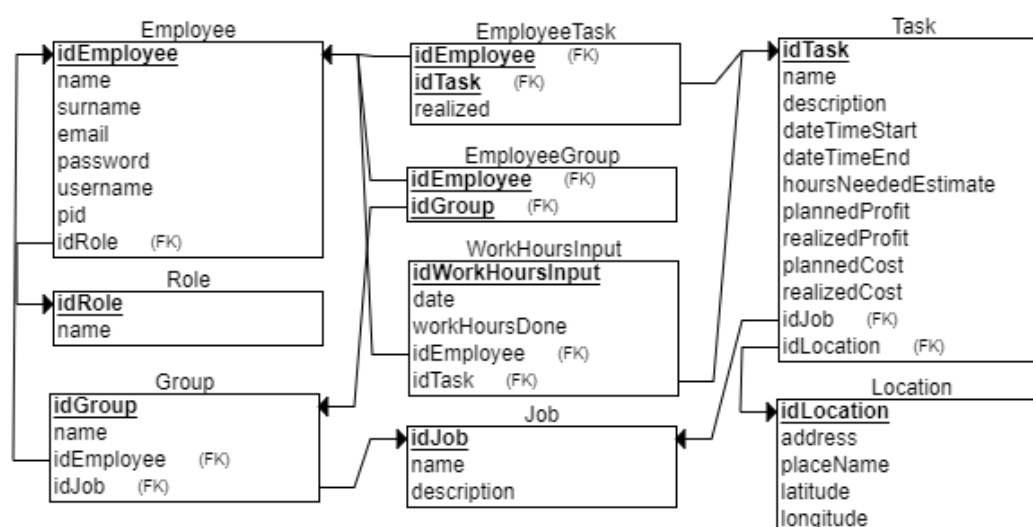 Employee
idEmployee
name
surname
email
password
username
pid
idRole (FK)
Role
idRole
name
Group
idGroup
name
idEmployee (FK)
idJob (FK)
EmployeeTask
idEmployee (FK)
idTask (FK)
realized
EmployeeGroup
idEmployee (FK)
idGroup (FK)
WorkHoursInput
idWorkHoursInput
date
workHoursDone
idEmployee (FK)
idTask (FK)
Job
idJob
name
description
Task
idTask
name
description
dateTimeStart
dateTimeEnd
hoursNeededEstimate
plannedProfit
realizedProfit
plannedCost
realizedCost
idJob (FK)
idLocation (FK)
Location
idLocation
address
placeName
latitude
longitude